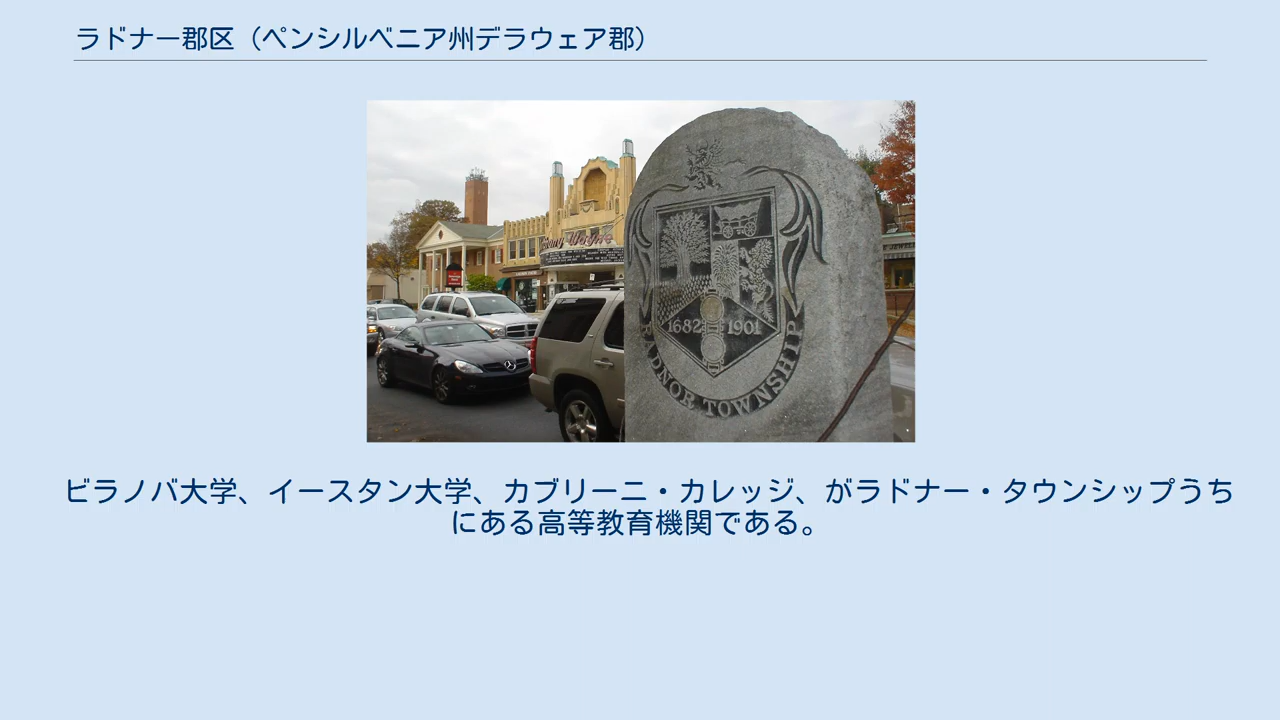 ラドナー郡区（ペンシルベニア州デラウェア郡）
1682 1901
ADNOR TOWNSHIP
ビラノバ大学、イースタン大学、カブリーニ・カレッジ、がラドナー・タウンシップうち
にある高等教育機関である。